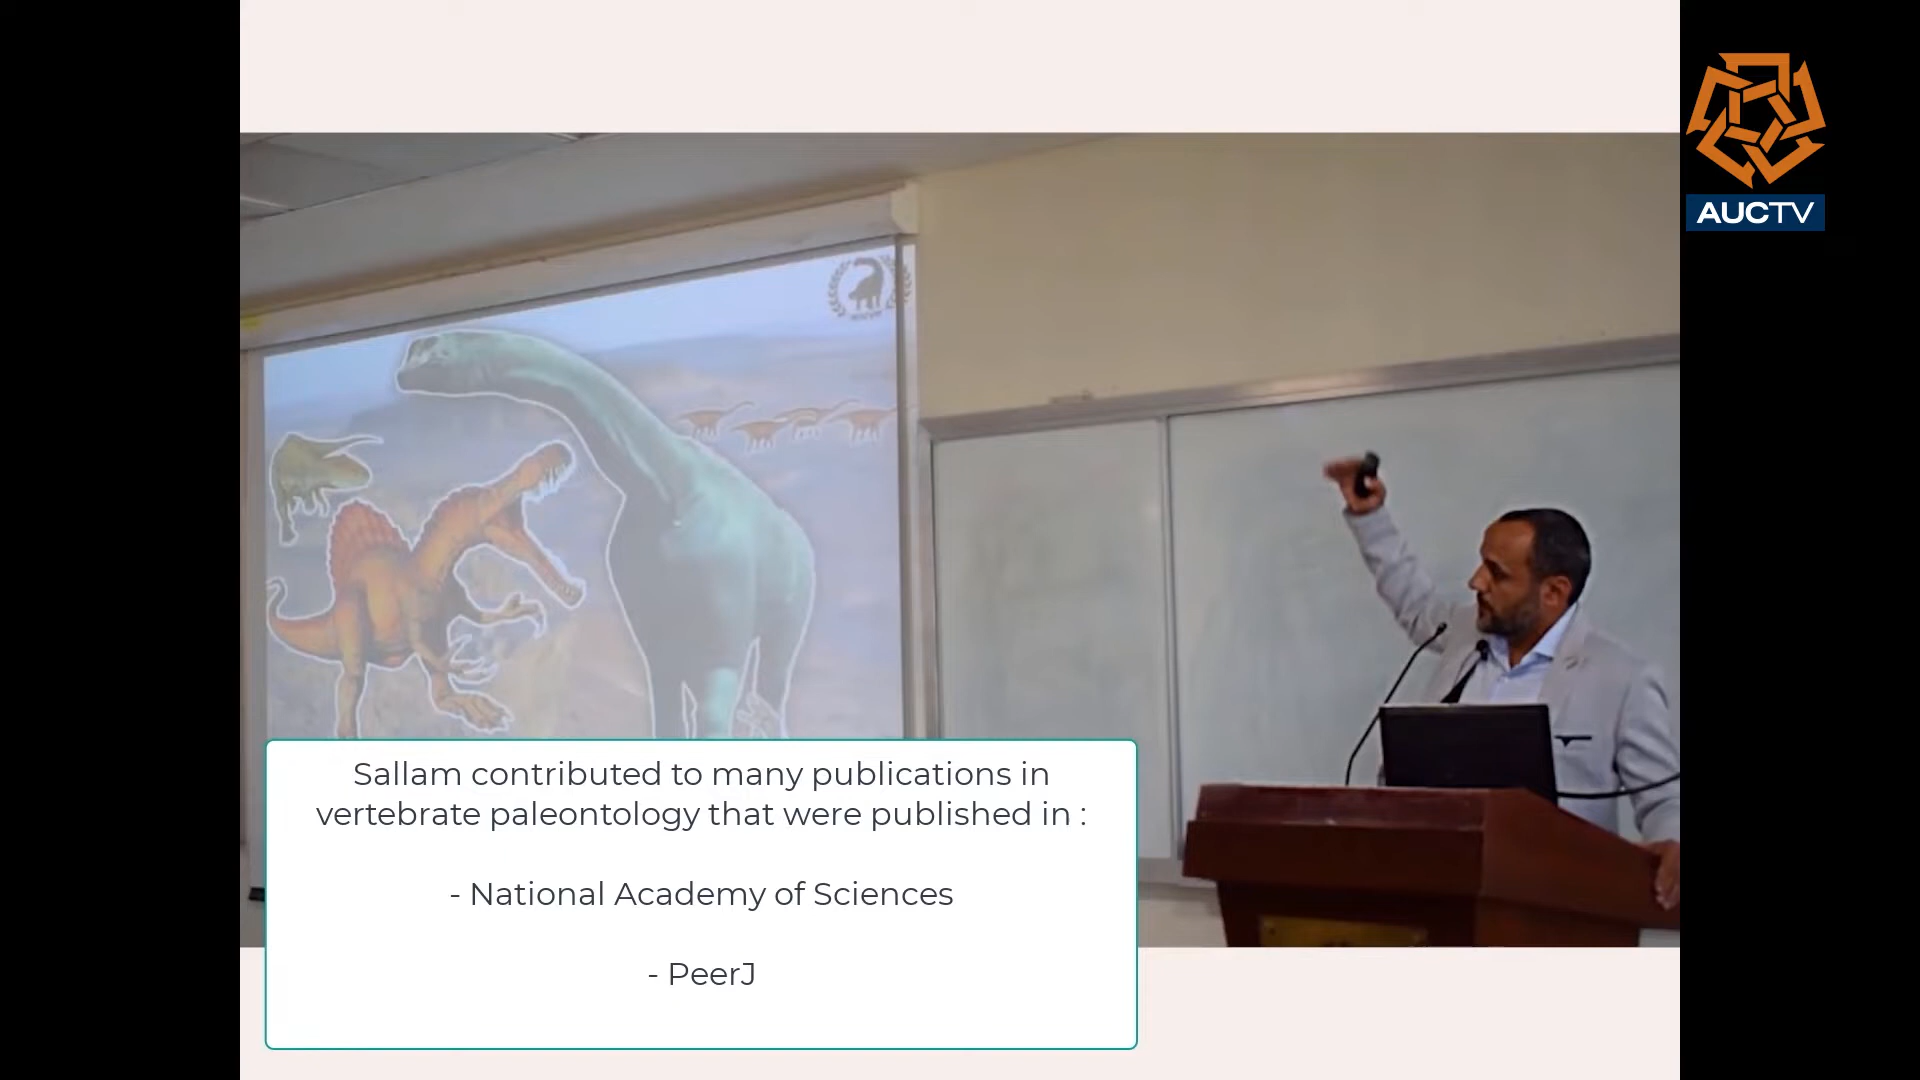 AUCTV
Sallam contributed to many publications in
vertebrate paleontology that were published in :
- National Academy of Sciences
- PeerJ